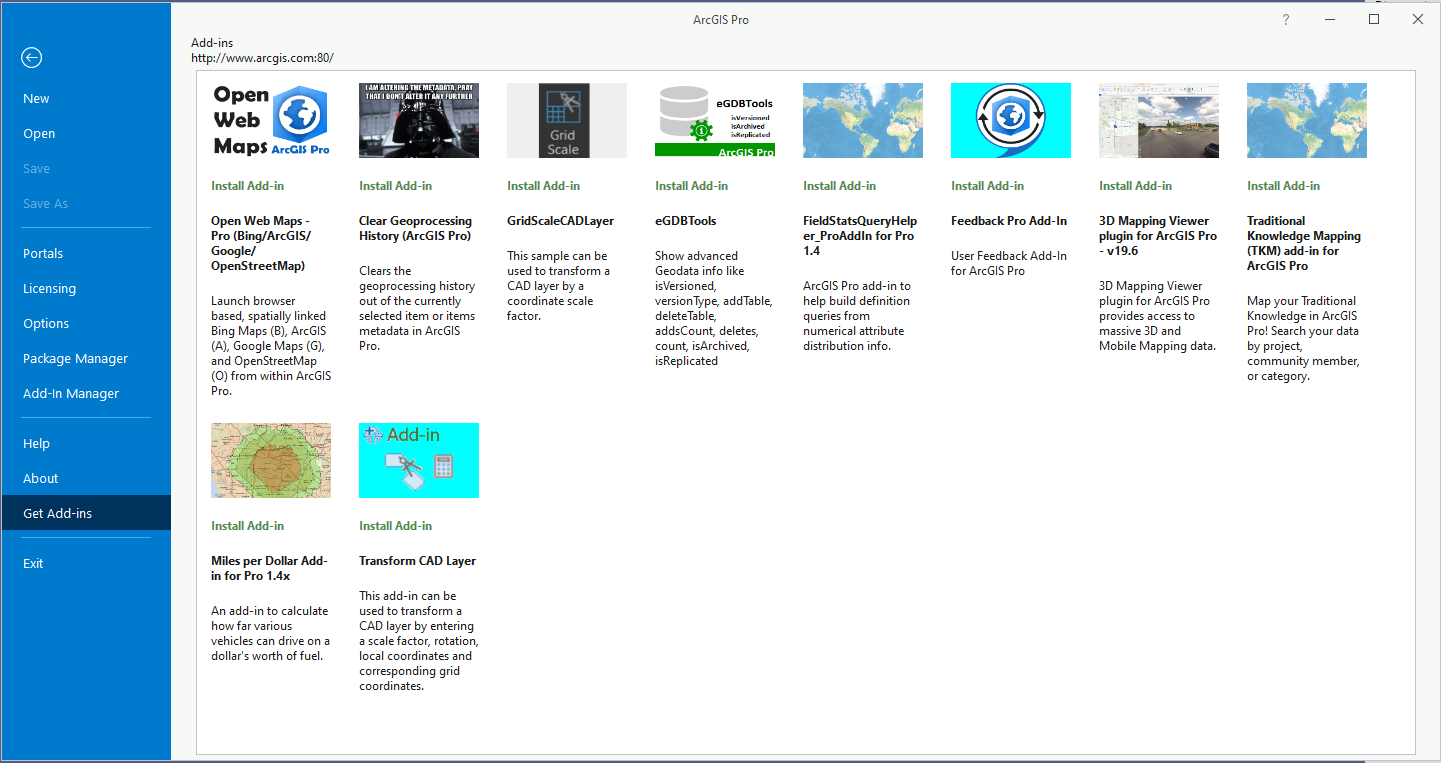 ArcGIS Pro
?
Add-ins
http://www.arcgis.com:80/
New
Open
Save
Save As
Portals
Licensing
Options
Package Manager
Add-In Manager
Help
About
Get Add-ins
Exit
Open
Web
Maps ArcGIS Pro
Install Add-in
Open Web Maps -
Pro (Bing/ArcGIS/
Google/
OpenStreetMap)
Launch browser
based, spatially linked
Bing Maps (B), ArcGIS
(A), Google Maps (G),
and OpenStreetMap
(O) from within ArcGIS
Pro.
I AM ALTERING THE METADATA, PRAY
THAT I DON'T ALTER IT ANY FURTHER
Install Add-in
Clear Geoprocessing
History (ArcGIS Pro)
Clears the
geoprocessing history
out of the currently
selected item or items
metadata in ArcGIS
Pro.
Grid
Scale
Install Add-in
GridScaleCADLayer
This sample can be
used to transform a
CAD layer by a
coordinate scale
factor.
eGDBTools
isVersioned
isArchived
isReplicated
ArcGIS Pro
Install Add-in
eGDBTools
Show advanced
Geodata info like
isVersioned,
versionType, addTable,
deleteTable,
addsCount, deletes,
count, isArchived,
isReplicated
Install Add-in
FieldStatsQueryHelp
er_ProAddIn for Pro
1.4
ArcGIS Pro add-in to
help build definition
queries from
numerical attribute
distribution info.
Install Add-in
Feedback Pro Add-In
User Feedback Add-In
for ArcGIS Pro
Install Add-in
3D Mapping Viewer
plugin for ArcGIS Pro
- v19.6
3D Mapping Viewer
plugin for ArcGIS Pro
provides access to
massive 3D and
Mobile Mapping data.
Install Add-in
Traditional
Knowledge Mapping
(TKM) add-in for
ArcGIS Pro
Map your Traditional
Knowledge in ArcGIS
Pro! Search your data
by project,
community member,
or category.
Install Add-in
Miles per Dollar Add-
in for Pro 1.4x
An add-in to calculate
how far various
vehicles can drive on a
dollar's worth of fuel.
Add-in
Install Add-in
Transform CAD Layer
This add-in can be
used to transform a
CAD layer by entering
a scale factor, rotation,
local coordinates and
corresponding grid
coordinates.